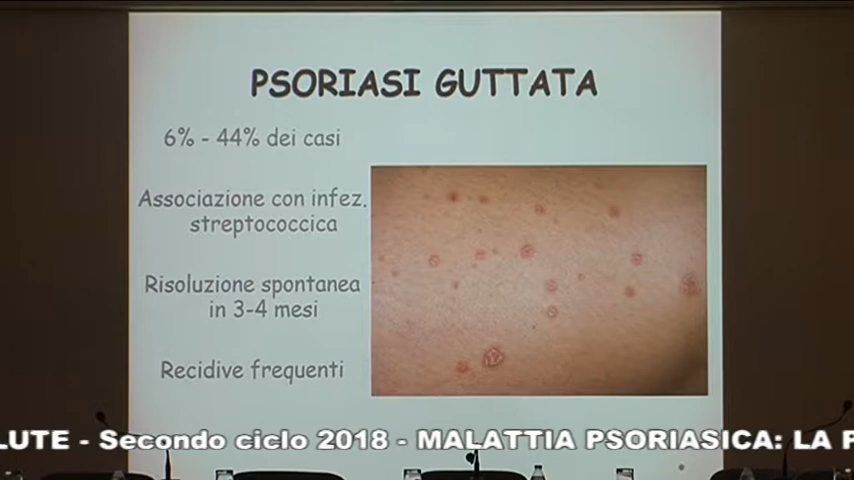 PSORIASI GUTTATA
6% - 44% dei casi
Associazione con infez.
streptococcica
Risoluzione spontanea
in 3-4 mesi
Recidive frequenti
LUTE - Secondo ciclo 2018 - MALATTIA PSORIASICA: LA